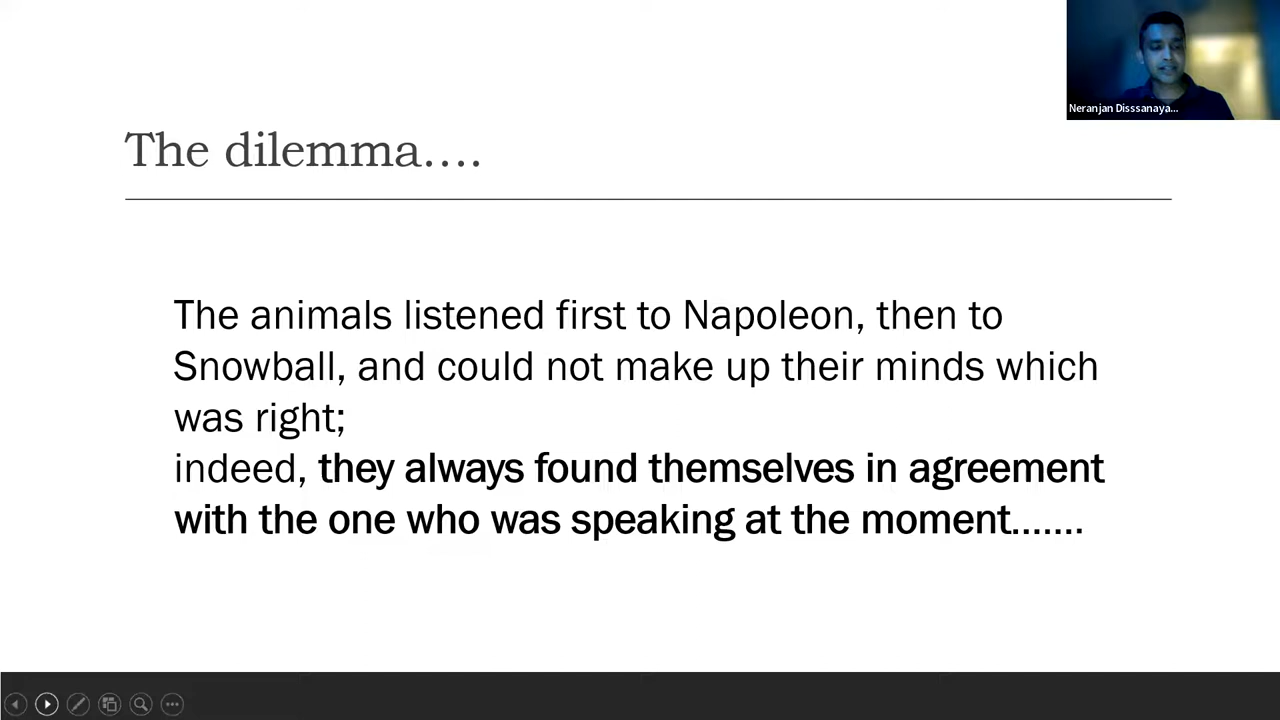 Neranjan Disssanaya...
The dilemma....
The animals listened first to Napoleon, then to
Snowball, and could not make up their minds which
was right;
indeed, they always found themselves in agreement
with the one who was speaking at the moment.......